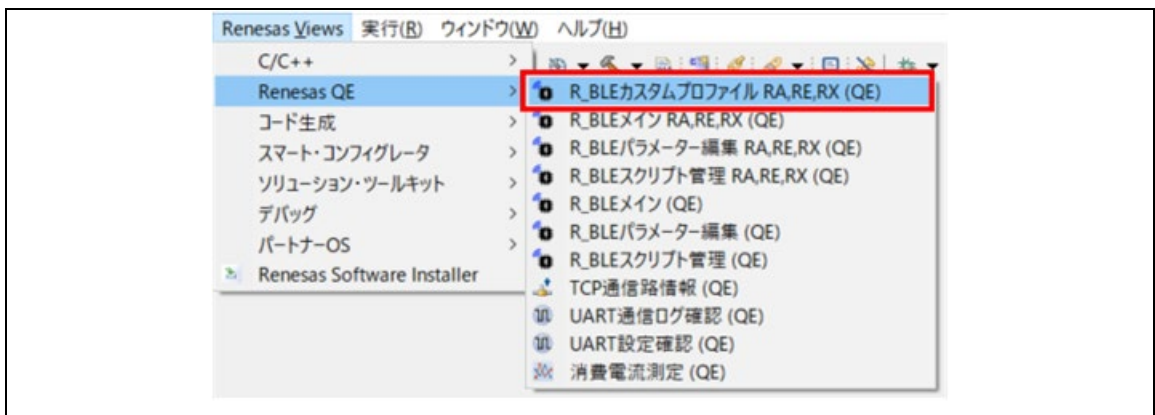 Renesas Views 実行(R) ウィンドウ(W) ヘルプ(H)
C/C++
Renesas QE
コード生成
スマート・コンフィグレータ
ソリューション・ツールキット
デバッグ
パートナーOS
Renesas Software Installer
R_BLEカスタムプロファイル RA,RE,RX (QE)
R_BLEメイン RA,RE,RX (QE)
R_BLEパラメーター編集 RA,RE,RX (QE)
R_BLEスクリプト管理 RA,RE,RX (QE)
R_BLEメイン (QE)
R_BLEパラメーター編集 (QE)
R_BLEスクリプト管理 (QE)
TCP通信路情報 (QE)
UART通信ログ確認 (QE)
UART設定確認 (QE)
消費電流測定 (QE)